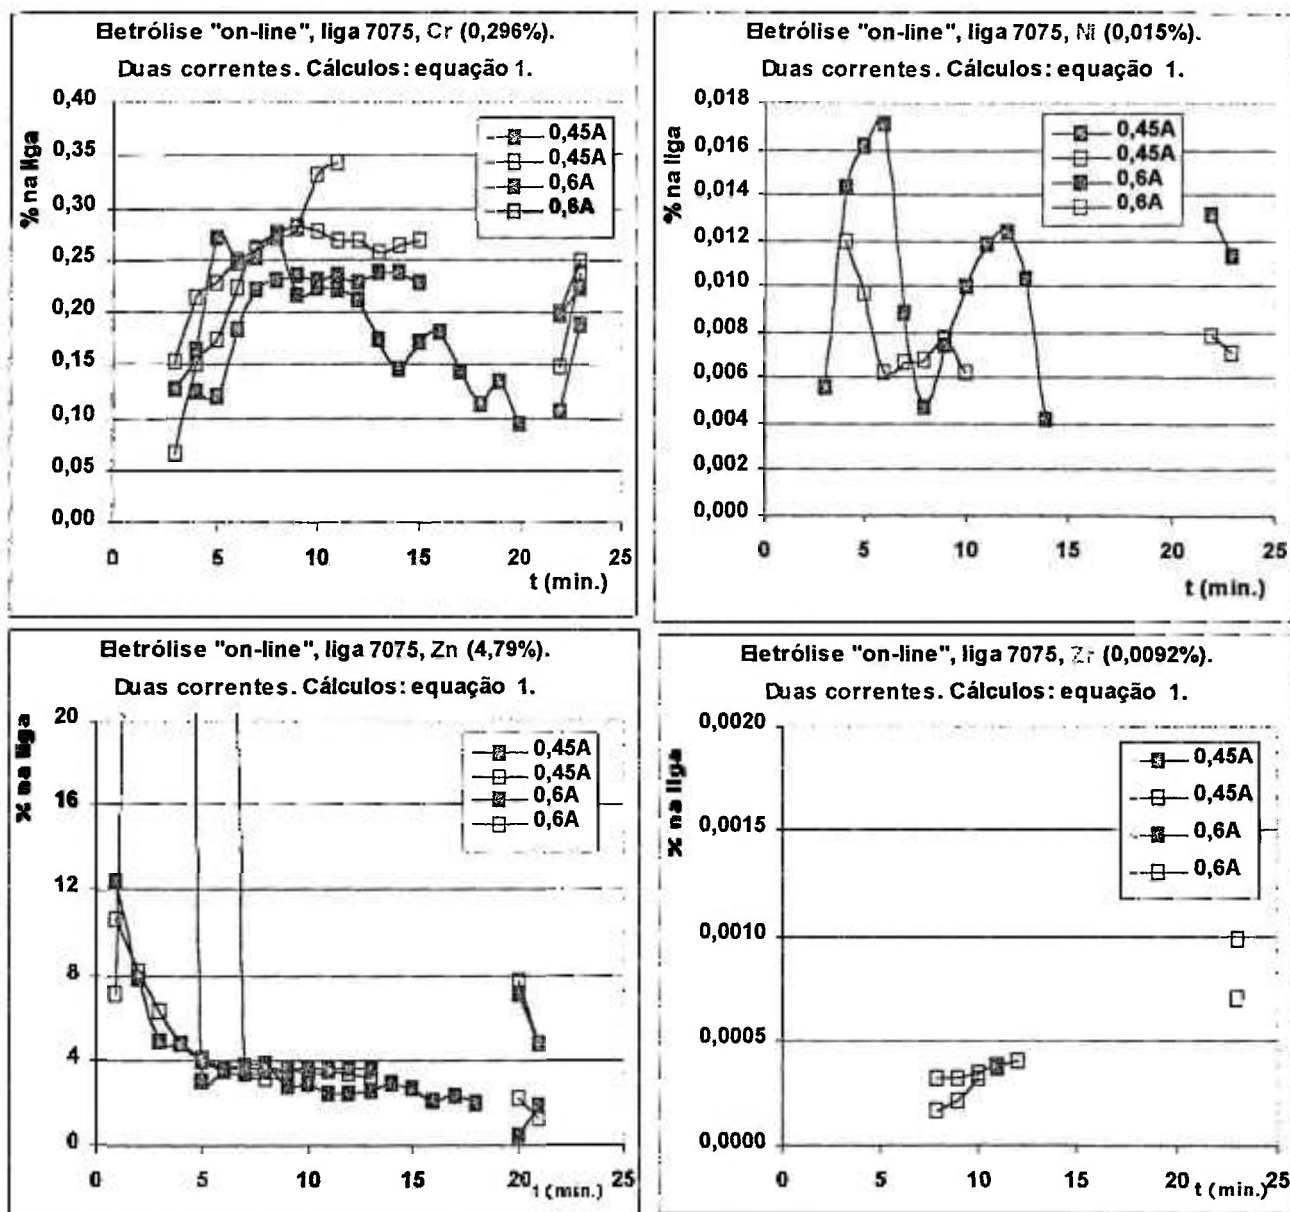 Eletrólise "on-line", liga 7075, Cr (0,296%).
Duas correntes. Cálculos: equação 1.
% na liga
0,40
0,35
0,30
0,25
0,20
0,15
0,10
0,05
0,00
0,45A
0,45A
0,6A
0,6A
0 5 10 15 20 25
t (min.)
Eletrólise "on-line", liga 7075, Ni (0,015%).
Duas correntes. Cálculos: equação 1.
% na liga
0,018
0,016
0,014
0,012
0,010
0,008
0,006
0,004
0,002
0,000
0,45A
0,45A
0,6A
0,6A
0 5 10 15 20 25
t (min.)
Eletrólise "on-line", liga 7075, Zn (4,79%).
Duas correntes. Cálculos: equação 1.
% na liga
20
16
12
8
4
0
0,45A
0,45A
0,6A
0,6A
0 5 10 15 20 25
t (min.)
Eletrólise "on-line", liga 7075, Zr (0,0092%).
Duas correntes. Cálculos: equação 1.
% na liga
0,0020
0,0015
0,0010
0,0005
0,0000
0,45A
0,45A
0,6A
0,6A
0 5 10 15 20 25
t (min.)